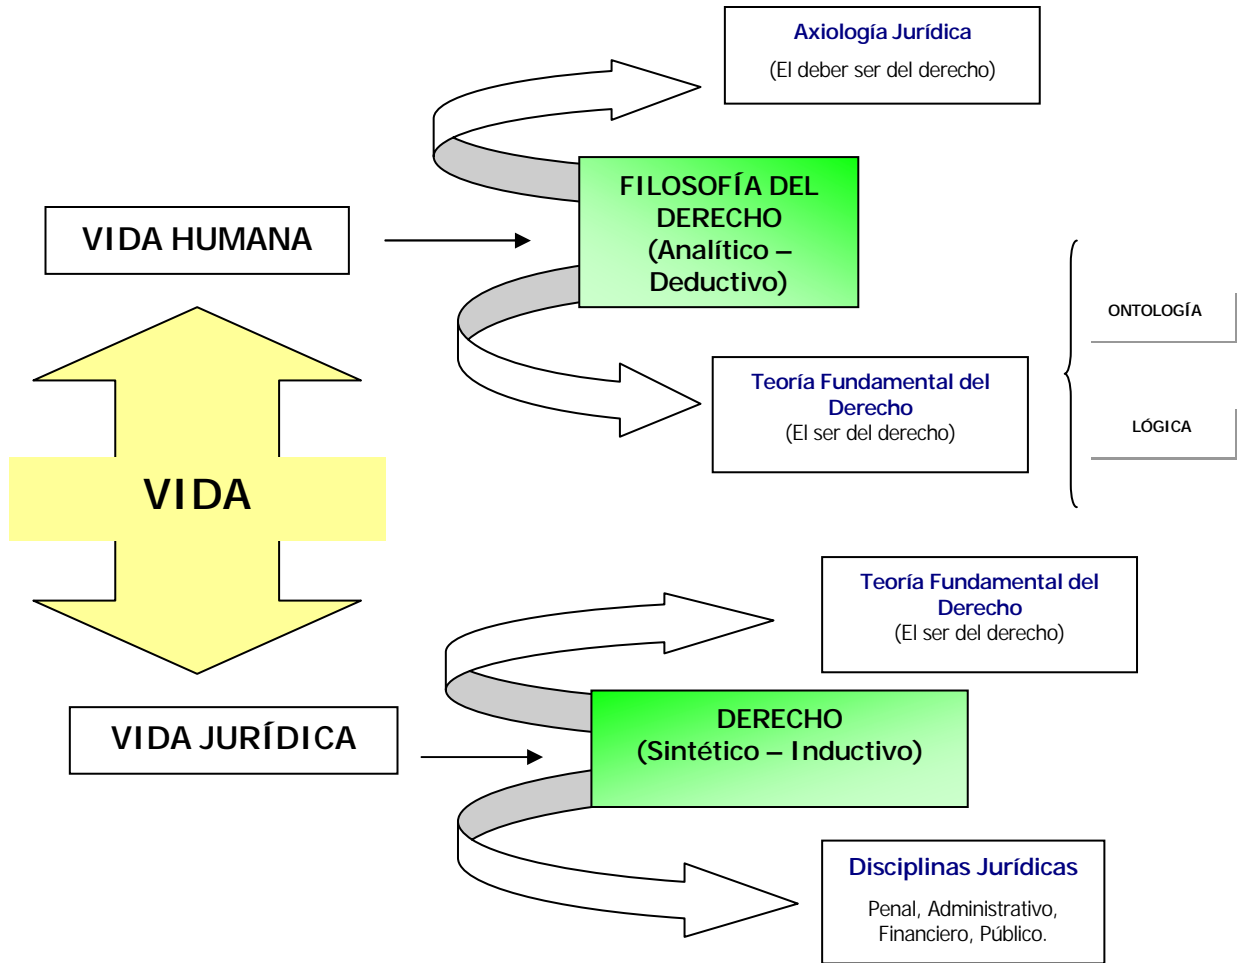 Axiología Jurídica
(El deber ser del derecho)
FILOSOFÍA DEL
DERECHO
(Analítico –
Deductivo)
VIDA HUMANA
ONTOLOGÍA
Teoría Fundamental del
Derecho
(El ser del derecho)
LÓGICA
VIDA
Teoría Fundamental del
Derecho
(El ser del derecho)
VIDA JURÍDICA
DERECHO
(Sintético – Inductivo)
Disciplinas Jurídicas
Penal, Administrativo,
Financiero, Público.